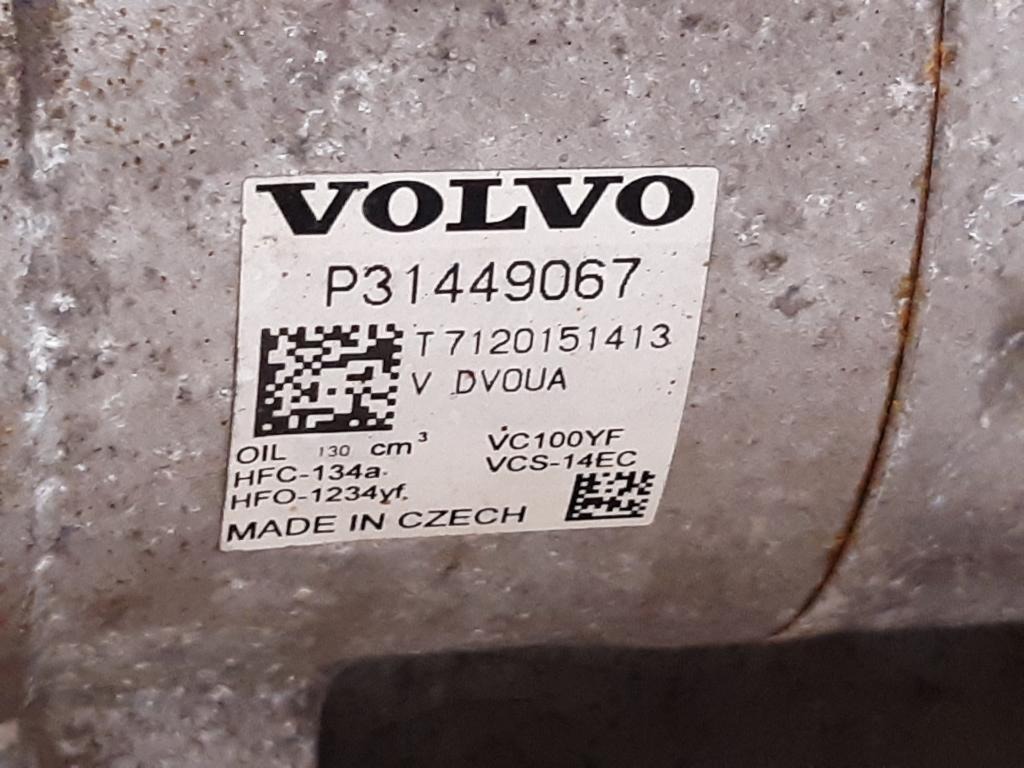 VOLVO
P31449067
T 7120151413
V DVOUA
OIL 130 cm³
HFC-134a
HFO-1234yf
VC100YF
VCS-14EC
MADE IN CZECH